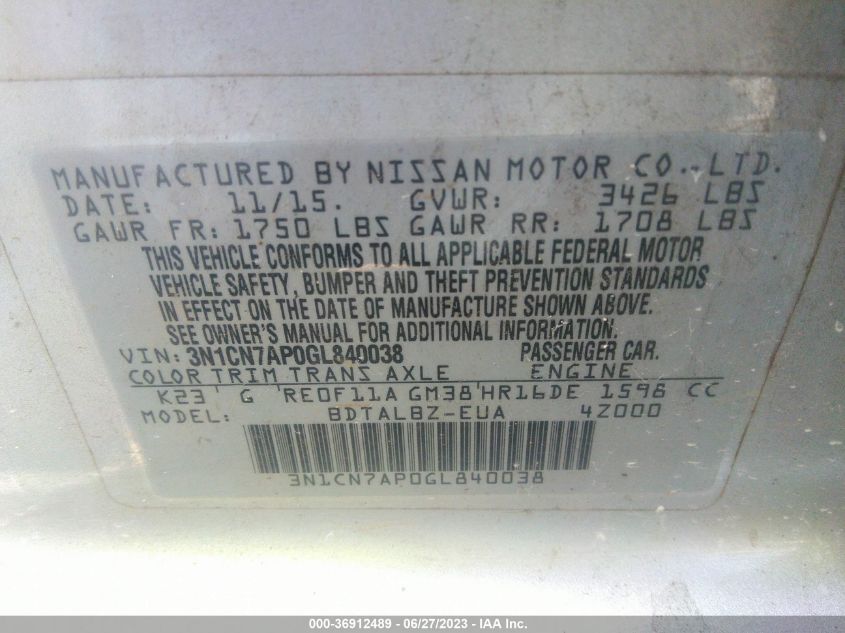 MANUFACTURED BY NISSAN MOTOR CO., LTD.
DATE: 11/15. GVWR: 3426 LBS
GAWR FR: 1750 LBS GAWR RR: 1708 LBS
THIS VEHICLE CONFORMS TO ALL APPLICABLE FEDERAL MOTOR
VEHICLE SAFETY, BUMPER AND THEFT PREVENTION STANDARDS
IN EFFECT ON THE DATE OF MANUFACTURE SHOWN ABOVE.
SEE OWNER'S MANUAL FOR ADDITIONAL INFORMATION.
VIN: 3N1CN7AP0GL840038 PASSENGER CAR.
COLOR TRIM TRANS AXLE ENGINE
K23 G RE0F11A GM38 HR16DE 1598 CC
MODEL: BDTALBZ-EUA 4Z000
3N1CN7AP0GL840038
000-36912489 - 06/27/2023 - IAA Inc.